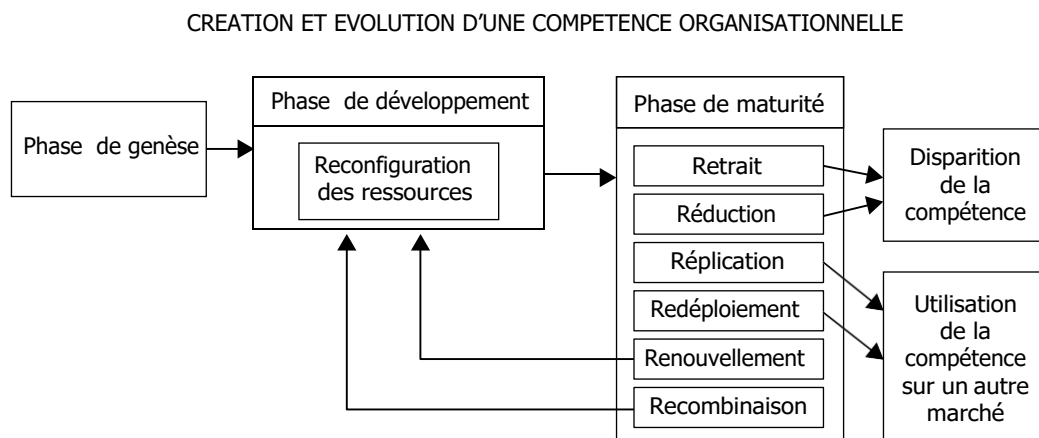 CREATION ET EVOLUTION D'UNE COMPETENCE ORGANISATIONNELLE
Phase de genèse
Phase de développement
Reconfiguration
des ressources
Phase de maturité
Retrait
Réduction
Réplication
Redéploiement
Renouvellement
Recombinaison
Disparition
de la
compétence
Utilisation
de la
compétence
sur un autre
marché